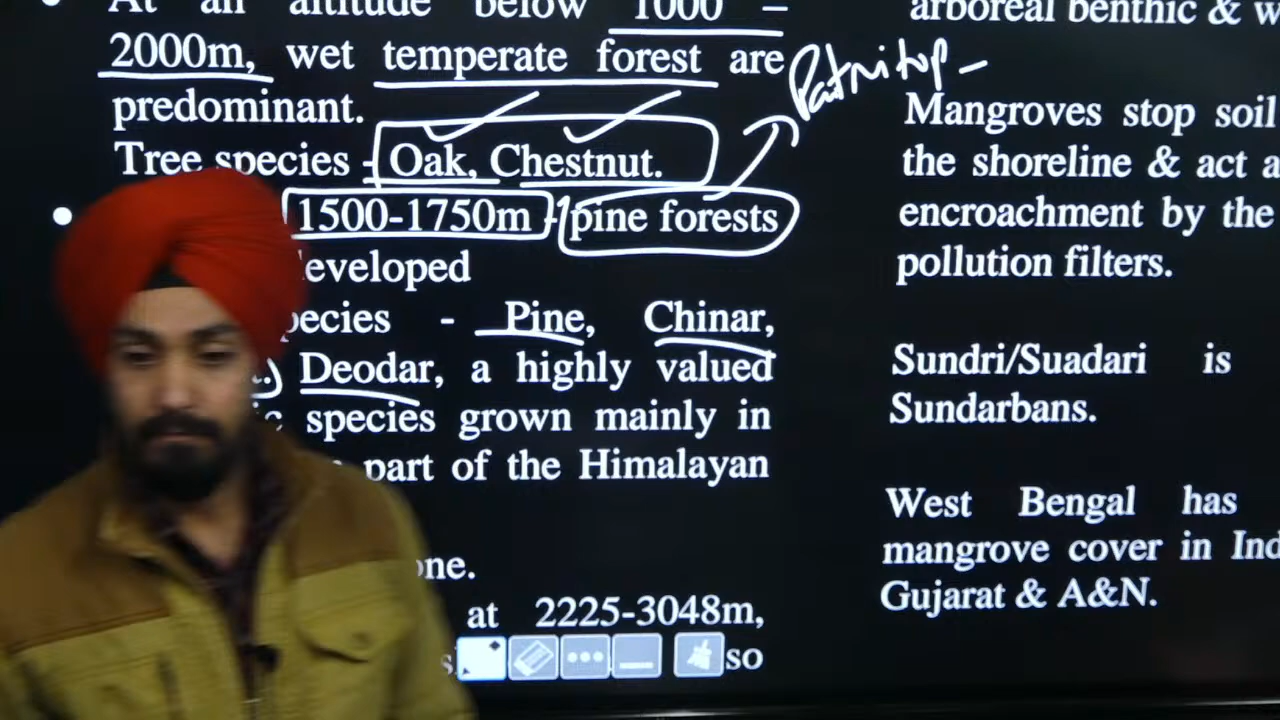 At an altitude below 1000 –
2000m, wet temperate forest are
predominant.
Tree species - Oak, Chestnut.
1500-1750m - pine forests
eveloped
pecies - Pine, Chinar,
Deodar, a highly valued
species grown mainly in
part of the Himalayan
one.
at 2225-3048m,
so
Patnitop -
arboreal benthic & w
Mangroves stop soil
the shoreline & act a
encroachment by the
pollution filters.
Sundri/Suadari is
Sundarbans.
West Bengal has
mangrove cover in Ind
Gujarat & A&N.